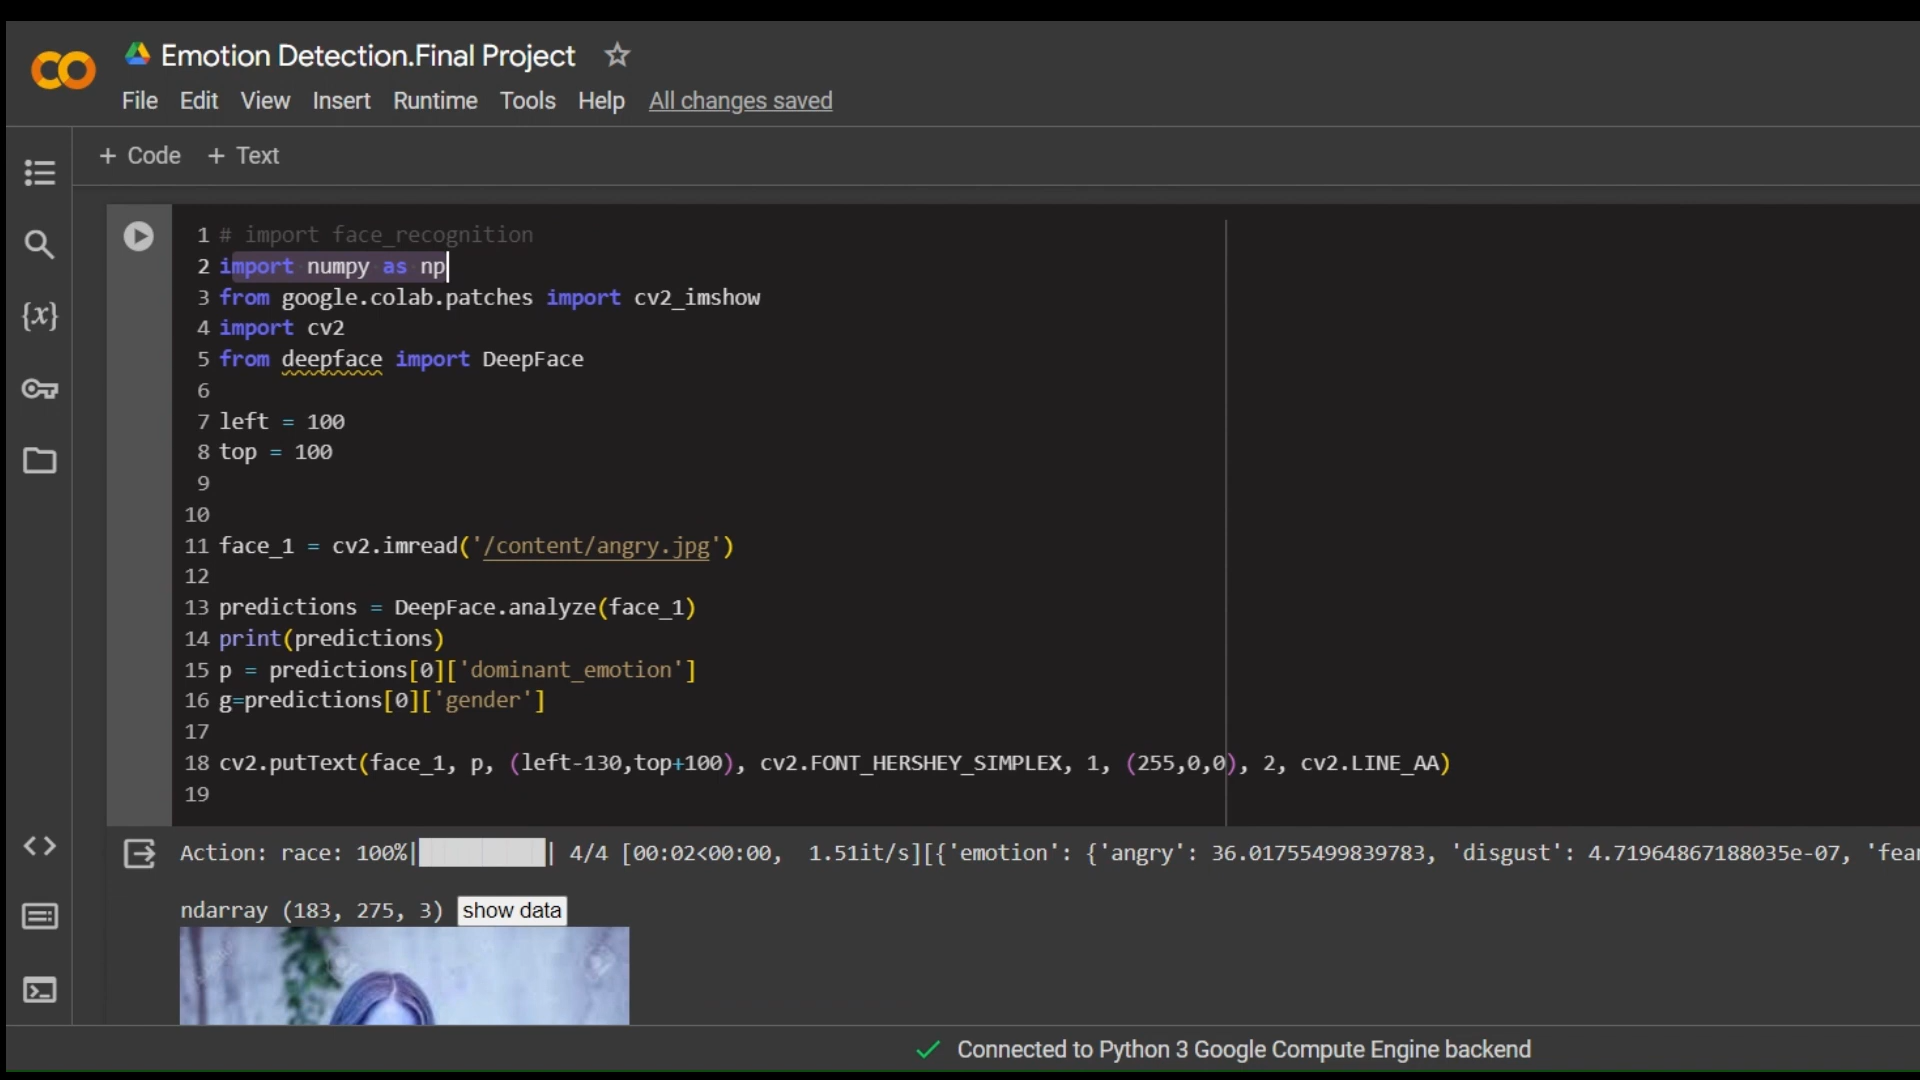 Emotion Detection.Final Project
File Edit View Insert Runtime Tools Help All changes saved
+ Code + Text
1 # import face_recognition
2 import numpy as np
3 from google.colab.patches import cv2_imshow
4 import cv2
5 from deepface import DeepFace
6
7 left = 100
8 top = 100
9
10
11 face_1 = cv2.imread('/content/angry.jpg')
12
13 predictions = DeepFace.analyze(face_1)
14 print(predictions)
15 p = predictions[0]['dominant_emotion']
16 g=predictions[0]['gender']
17
18 cv2.putText(face_1, p, (left-130,top+100), cv2.FONT_HERSHEY_SIMPLEX, 1, (255,0,0), 2, cv2.LINE_AA)
19
Action: race: 100%|██████████| 4/4 [00:02<00:00, 1.51it/s][{'emotion': {'angry': 36.01755499839783, 'disgust': 4.71964867188035e-07, 'fear
ndarray (183, 275, 3) show data
Connected to Python 3 Google Compute Engine backend